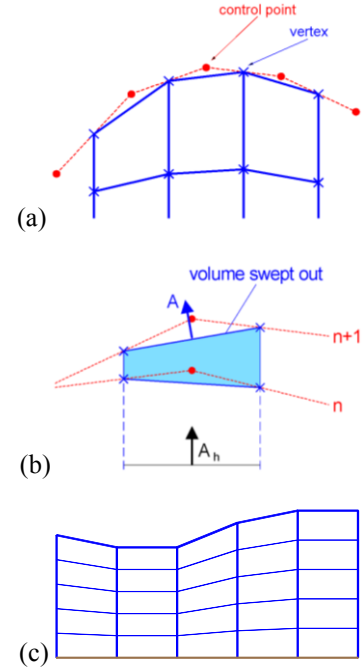 control point
vertex
(a)
volume swept out
A
n+1
n
A h
(b)
(c)